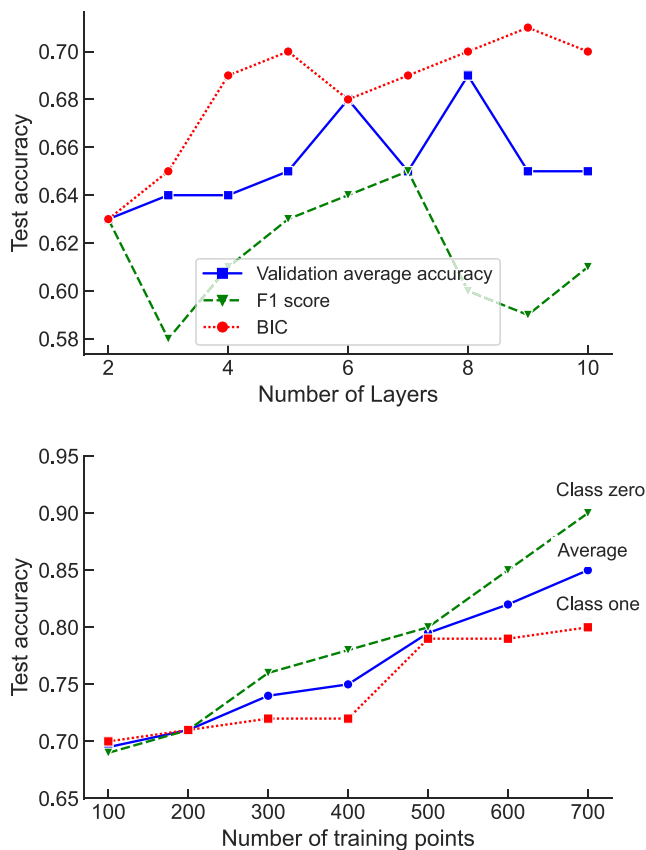 0.70
0.68
0.66
0.64
0.62
0.60
0.58
Test accuracy
Validation average accuracy
F1 score
BIC
2 4 6 8 10
Number of Layers
0.95
0.90
0.85
0.80
0.75
0.70
0.65
Test accuracy
Class zero
Average
Class one
100 200 300 400 500 600 700
Number of training points